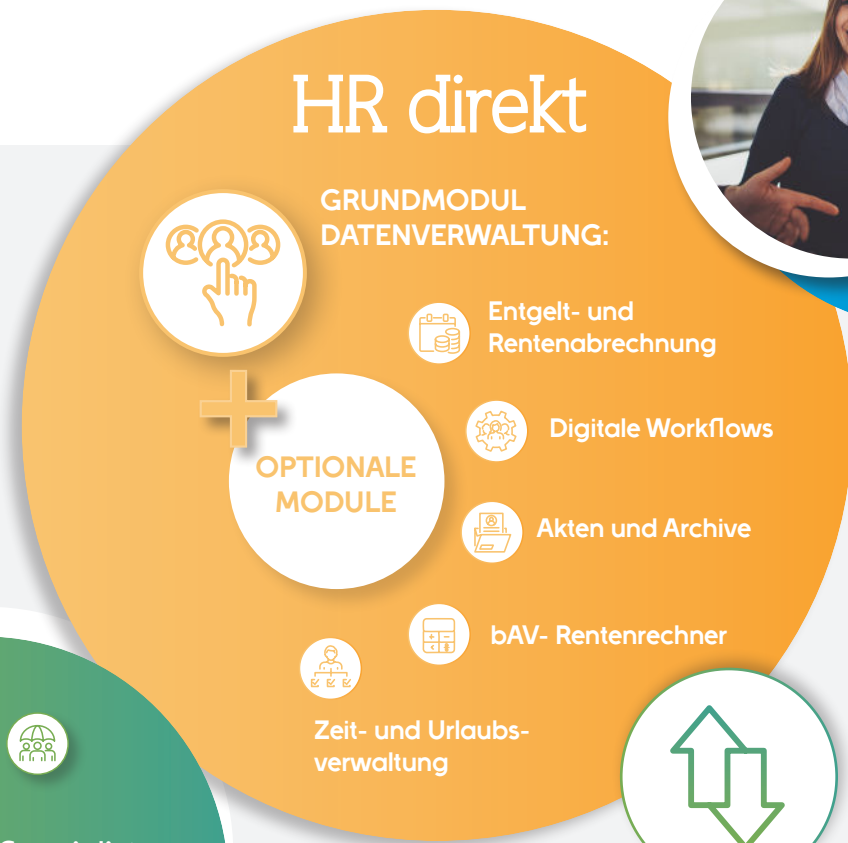 HR direkt
GRUNDMODUL
DATENVERWALTUNG:
Entgelt- und
Rentenabrechnung
Digitale Workflows
OPTIONALE
MODULE
Akten und Archive
bAV- Rentenrechner
Zeit- und Urlaubs-
verwaltung